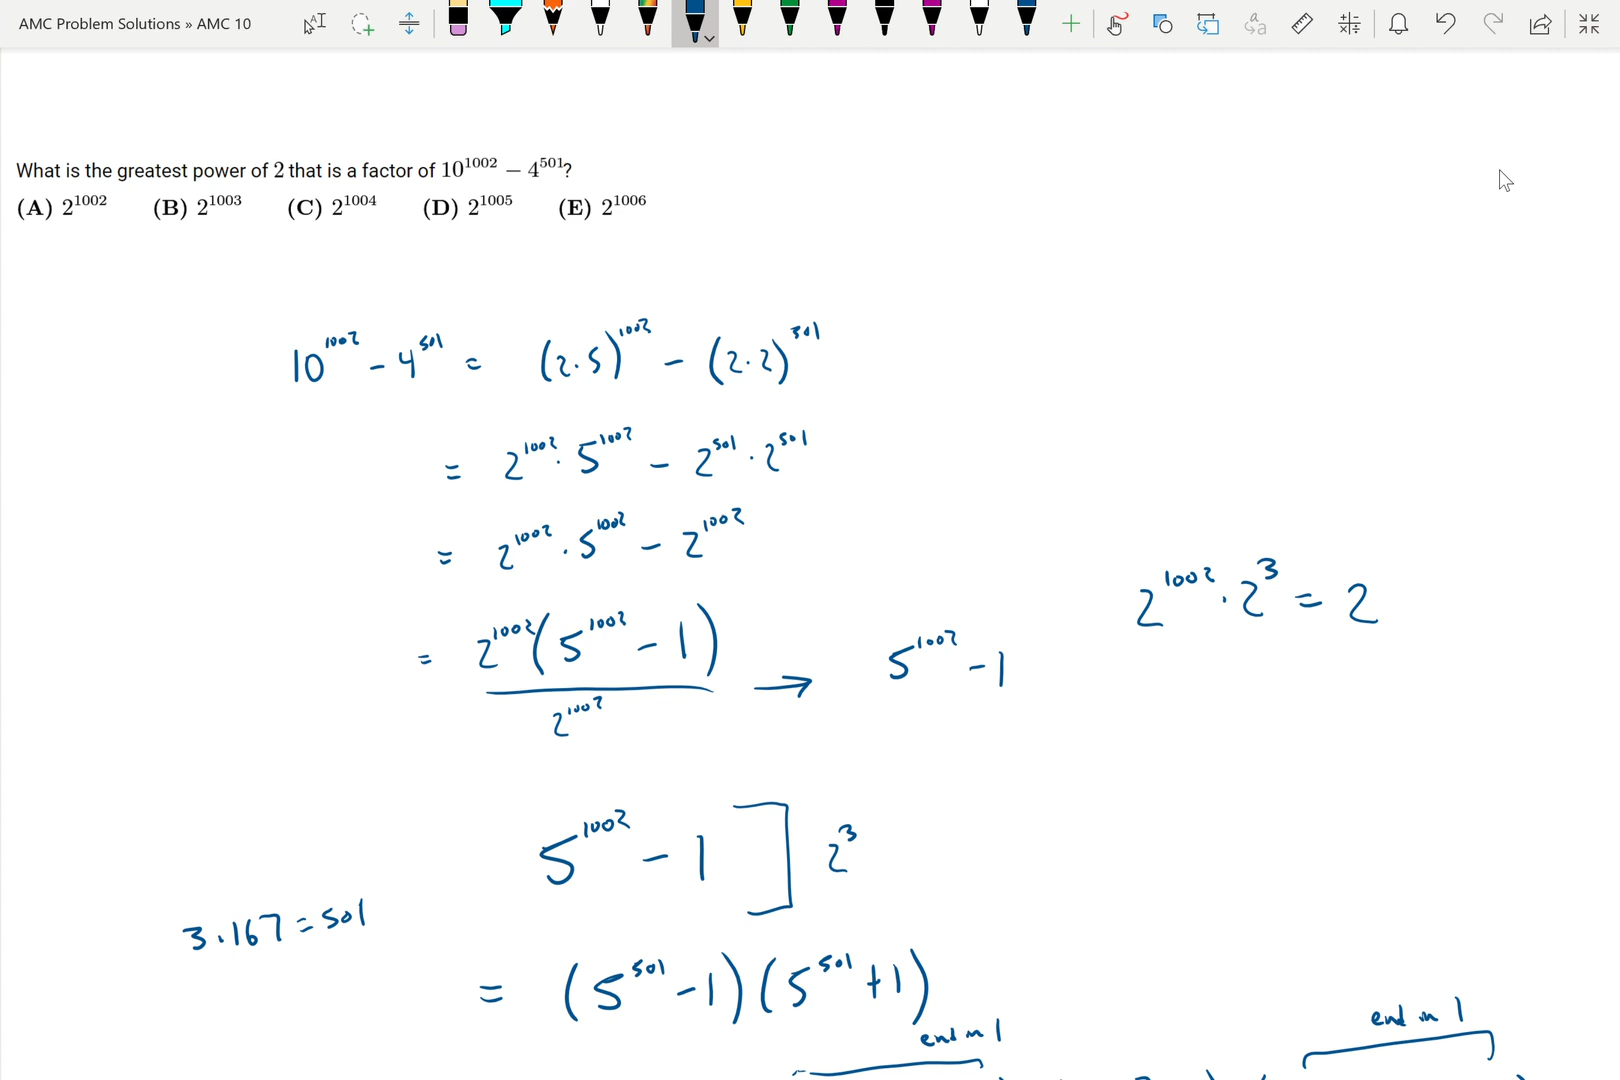 AMC Problem Solutions » AMC 10
What is the greatest power of 2 that is a factor of 10^1002 − 4^501?
(A) 2^1002 (B) 2^1003 (C) 2^1004 (D) 2^1005 (E) 2^1006
10^1002 - 4^501 = (2·5)^1002 - (2·2)^501
= 2^1002 · 5^1002 - 2^501 · 2^501
= 2^1002 · 5^1002 - 2^1002
2^1002 · 2^3 = 2
= 2^1002 (5^1002 - 1) / 2^1002 → 5^1002 - 1
5^1002 - 1 ] 2^3
3·167 = 501
= (5^501 - 1)(5^501 + 1)
end in 1
end in 1